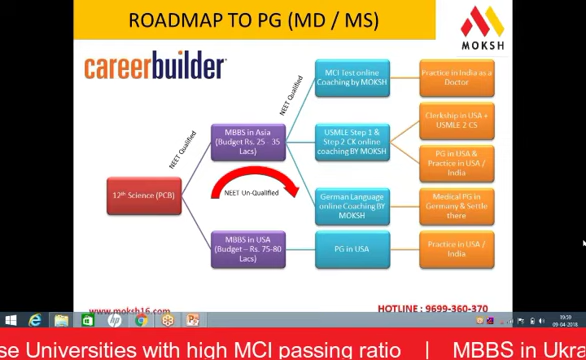 ROADMAP TO PG (MD / MS)
MOKSH
careerbuilder
NEET Qualified
NEET Qualified
12th Science (PCB)
MBBS in Asia
(Budget Rs. 25 - 35
Lacs)
NEET Un-Qualified
MBBS in USA
(Budget – Rs. 75-80
Lacs)
MCI Test online
Coaching by MOKSH
USMLE Step 1 &
Step 2 CK online
coaching BY MOKSH
German Language
online Coaching BY
MOKSH
PG in USA
Practice in India as a
Doctor
Clerkship in USA +
USMLE 2 CS
PG in USA &
Practice in USA /
India
Medical PG in
Germany & Settle
there
Practice in USA /
India
www.moksh16.com
HOTLINE : 9699-360-370
19:59
09-04-2018
se Universities with high MCI passing ratio | MBBS in Ukra